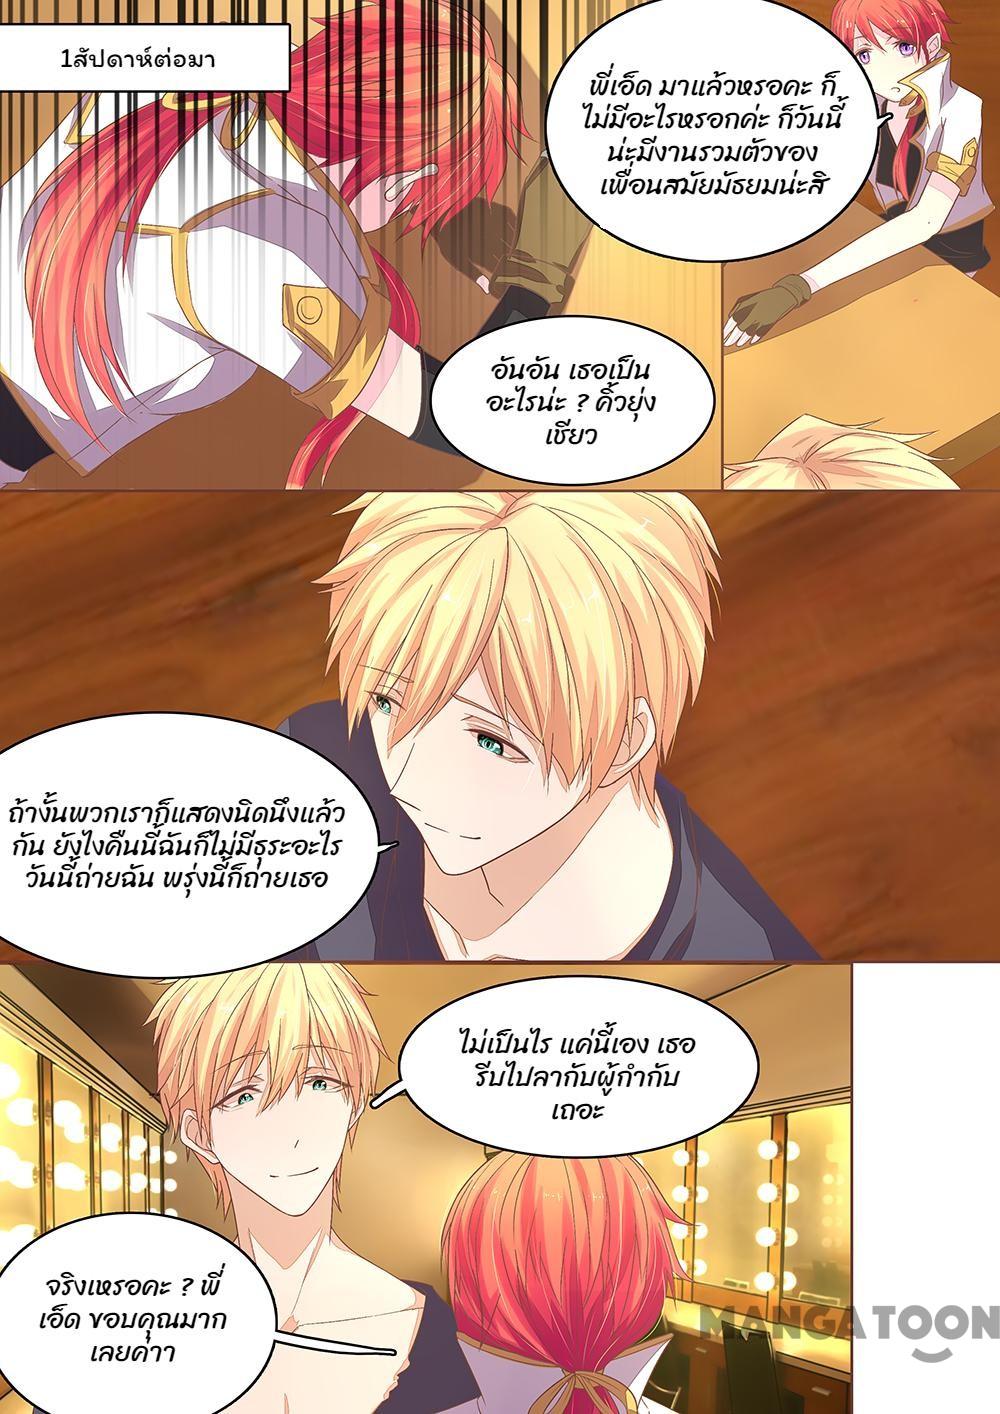 1สัปดาห์ต่อมา
พี่เอ็ด มาแล้วหรอคะ ก็
ไม่มีอะไรหรอกค่ะ ก็วันนี้
น่ะมีงานรวมตัวของ
เพื่อนสมัยมัธยมน่ะสิ
อันอัน เธอเป็น
อะไรน่ะ ? คิ้วยุ่ง
เชียว
ถ้างั้นพวกเราก็แสดงนิดนึงแล้ว
กัน ยังไงคืนนี้ฉันก็ไม่มีธุระอะไร
วันนี้ถ่ายฉัน พรุ่งนี้ก็ถ่ายเธอ
ไม่เป็นไร แค่นี้เอง เธอ
รีบไปลากับผู้กำกับ
เถอะ
จริงเหรอคะ ? พี่
เอ็ด ขอบคุณมาก
เลยค่าา
MANGATOON